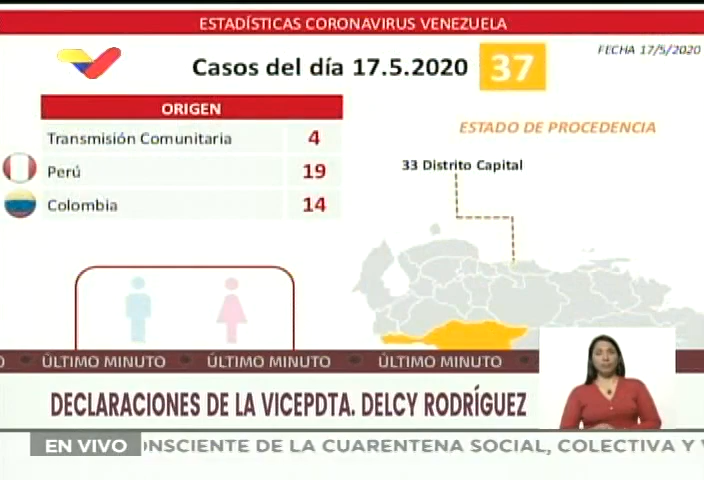 ESTADÍSTICAS CORONAVIRUS VENEZUELA
FECHA 17/5/2020
Casos del día 17.5.2020 37
ORIGEN
ESTADO DE PROCEDENCIA
Transmisión Comunitaria 4
33 Distrito Capital
Perú 19
Colombia 14
ÚLTIMO MINUTO ÚLTIMO MINUTO ÚLTIMO MINUTO
DECLARACIONES DE LA VICEPDTA. DELCY RODRÍGUEZ
EN VIVO ONSCIENTE DE LA CUARENTENA SOCIAL, COLECTIVA Y